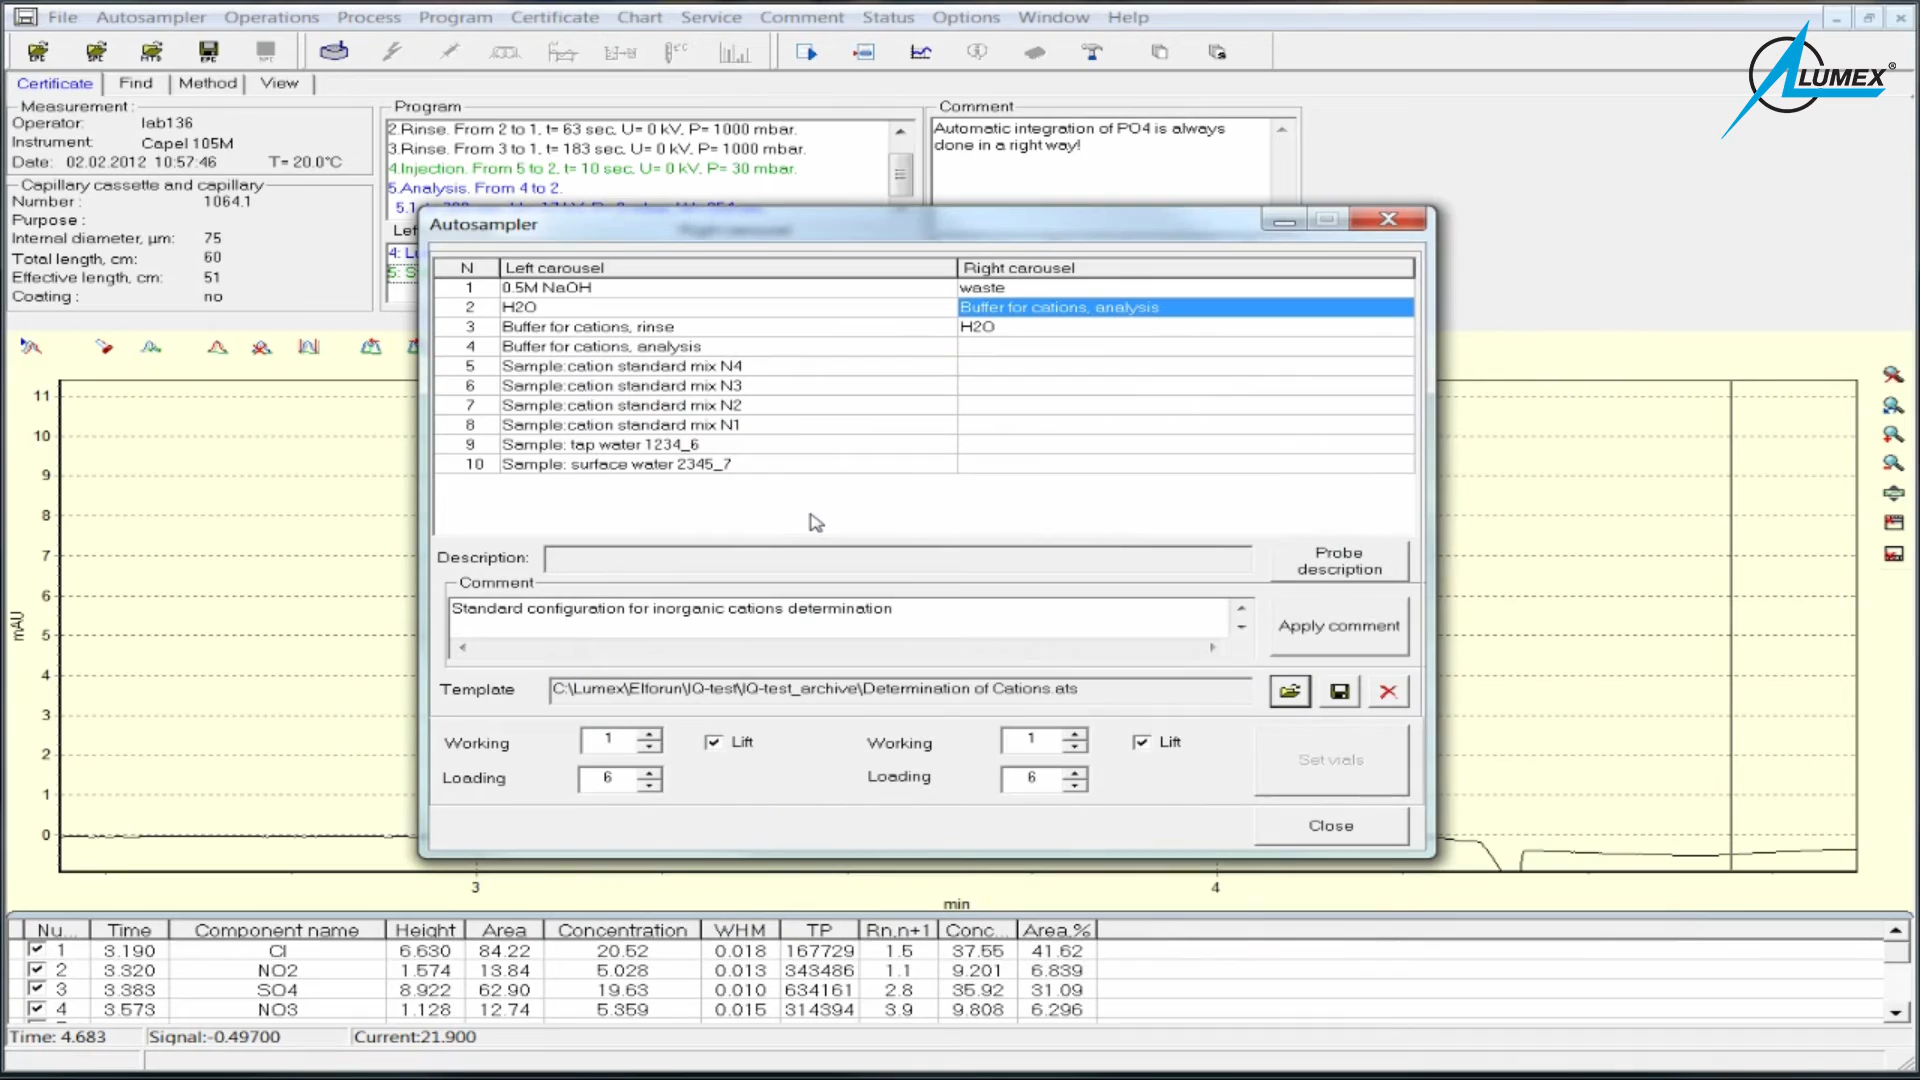 File Autosampler Operations Process Program Certificate Chart Service Comment Status Options Window Help
LUMEX®
Certificate Find Method View
Measurement:
Operator: lab136
Instrument: Capel 105M
Date: 02.02.2012 10:57:46 T= 20.0°C
Capillary cassette and capillary
Number: 1064.1
Purpose:
Internal diameter, µm: 75
Total length, cm: 60
Effective length, cm: 51
Coating: no
Program
2.Rinse. From 2 to 1, t= 63 sec, U= 0 kV, P= 1000 mbar.
3.Rinse. From 3 to 1, t= 183 sec, U= 0 kV, P= 1000 mbar.
4.Injection. From 5 to 2, t= 10 sec, U= 0 kV, P= 30 mbar.
5.Analysis. From 4 to 2.
Comment
Automatic integration of PO4 is always
done in a right way!
Autosampler
N Left carousel Right carousel
1 0.5M NaOH waste
2 H2O Buffer for cations, analysis
3 Buffer for cations, rinse H2O
4 Buffer for cations, analysis
5 Sample:cation standard mix N4
6 Sample:cation standard mix N3
7 Sample:cation standard mix N2
8 Sample:cation standard mix N1
9 Sample: tap water 1234_6
10 Sample: surface water 2345_7
Description:
Probe
description
Comment
Standard configuration for inorganic cations determination
Apply comment
Template C:\Lumex\Elforun\IQ-test\IQ-test_archive\Determination of Cations.ats
Working 1 Lift Working 1 Lift
Loading 6 Loading 6
Set vials
Close
mAU
11
10
9
8
7
6
5
4
3
2
1
0
3 4
min
Nu... Time Component name Height Area Concentration WHM TP Rn,n+1 Conc... Area,%
1 3.190 Cl 6.630 84.22 20.52 0.018 167729 1.5 37.55 41.62
2 3.320 NO2 1.574 13.84 5.028 0.013 343486 1.1 9.201 6.839
3 3.383 SO4 8.922 62.90 19.63 0.010 634161 2.8 35.92 31.09
4 3.573 NO3 1.128 12.74 5.359 0.015 314394 3.9 9.808 6.296
Time: 4.683 Signal:-0.49700 Current:21.900